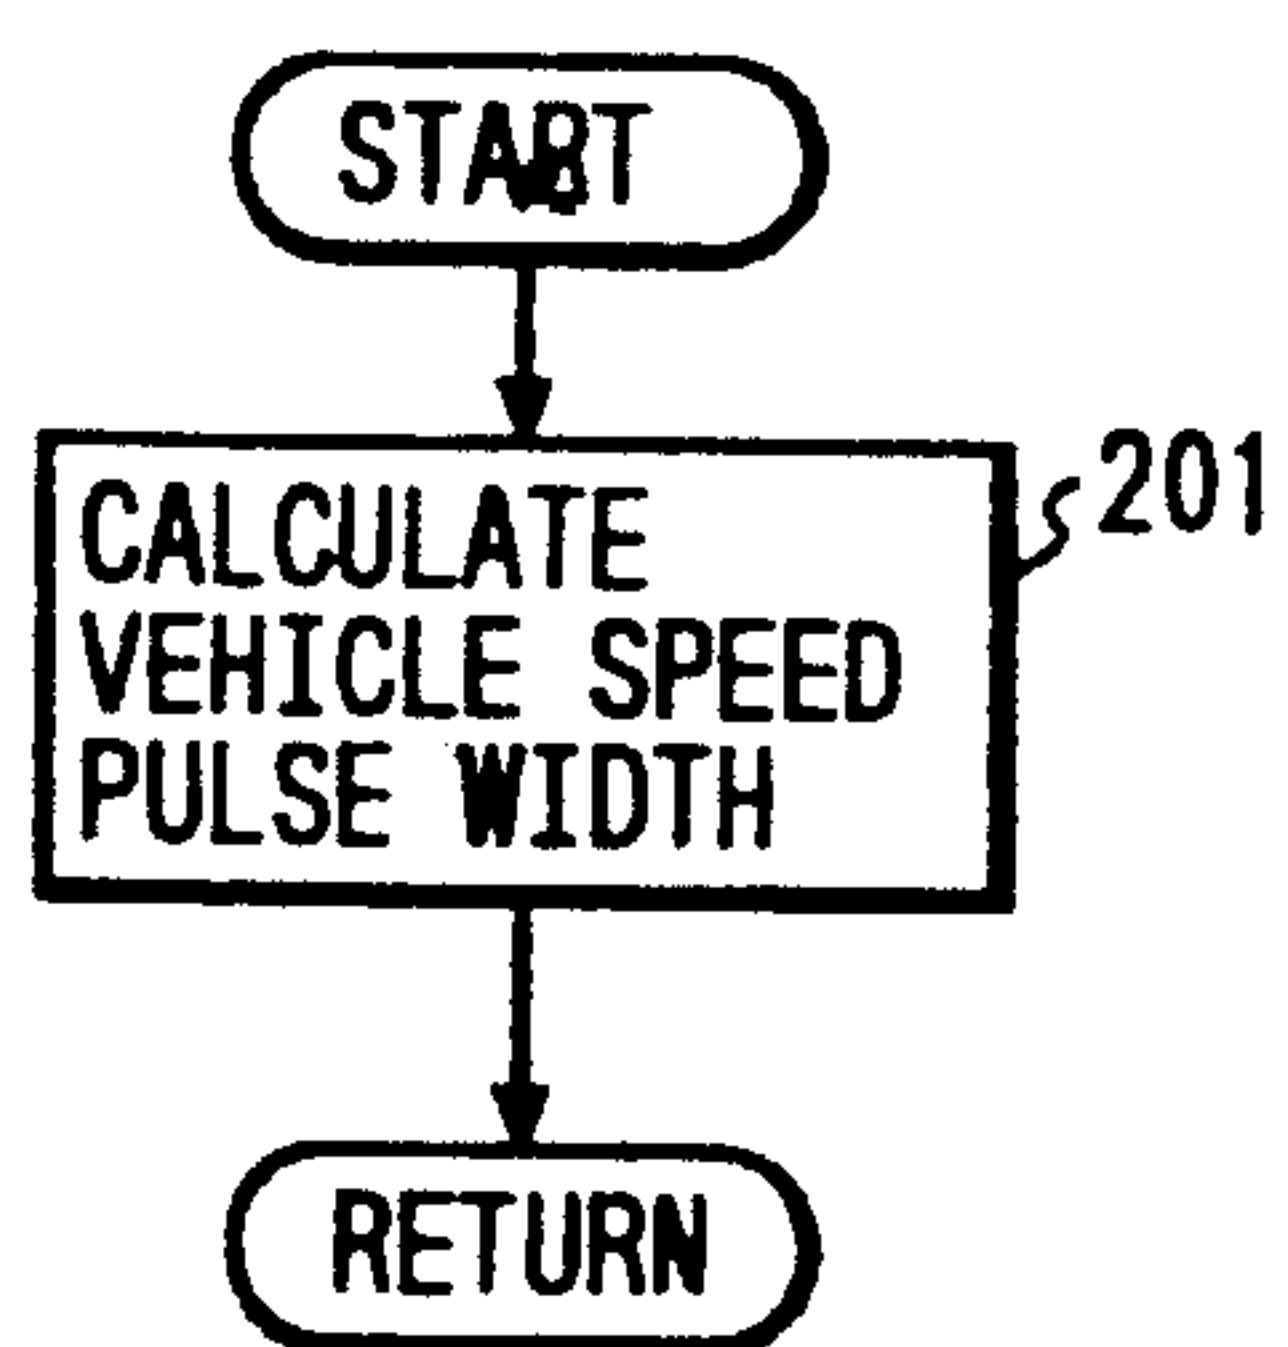 START
CALCULATE
VEHICLE SPEED
PULSE WIDTH
201
RETURN